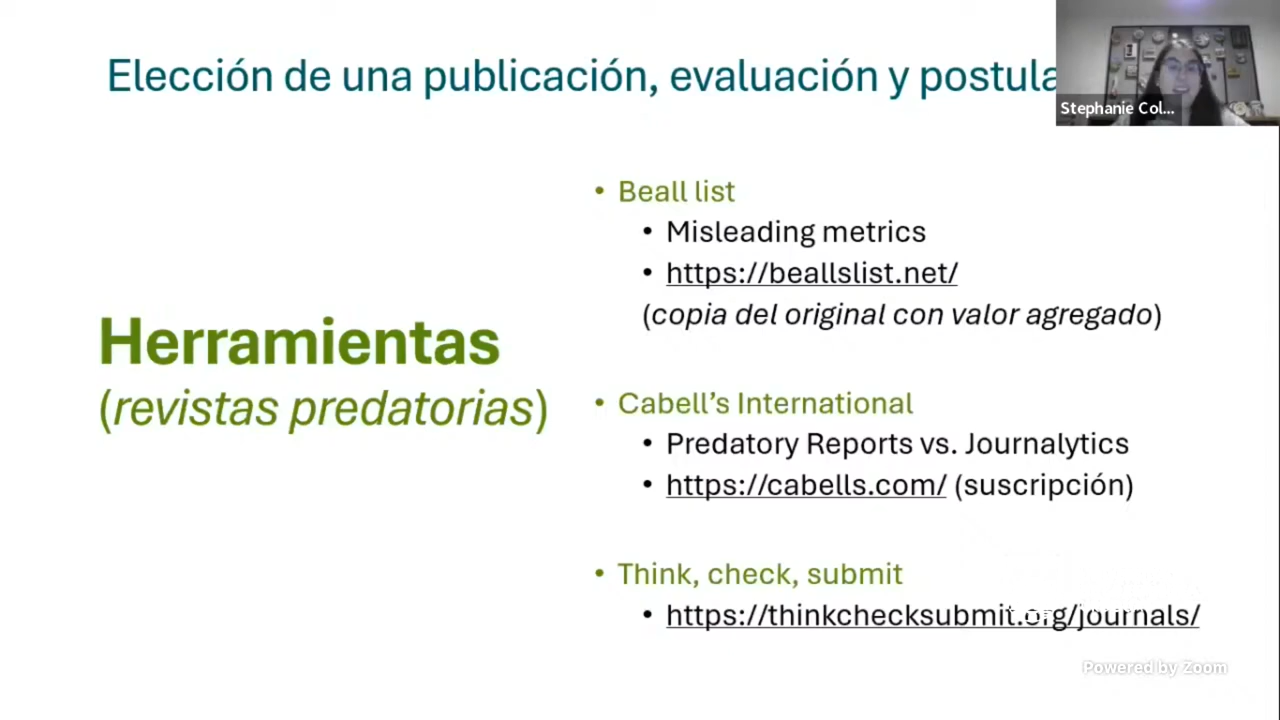 Elección de una publicación, evaluación y postula
Stephanie Col...
• Beall list
• Misleading metrics
• https://beallslist.net/
(copia del original con valor agregado)
Herramientas
(revistas predatorias)
• Cabell’s International
• Predatory Reports vs. Journalytics
• https://cabells.com/ (suscripción)
• Think, check, submit
• https://thinkchecksubmit.org/journals/
Powered by Zoom